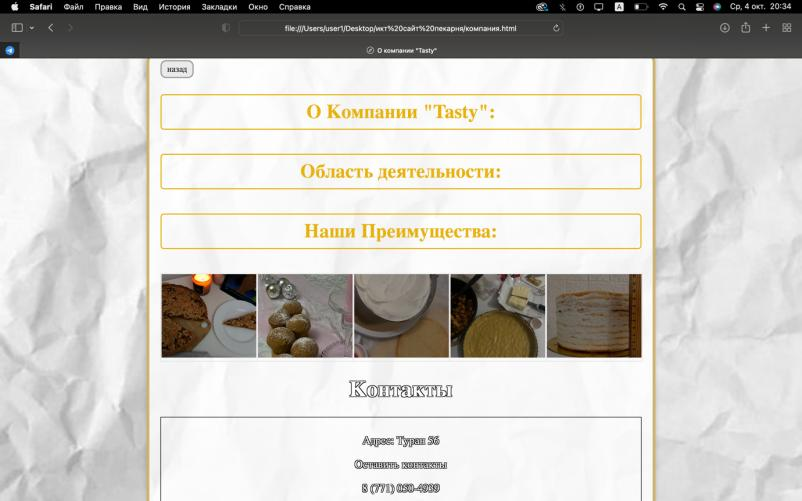 Safari Файл Правка Вид История Закладки Окно Справка A Ср, 4 окт. 20:34
file:///Users/user1/Desktop/икт%20сайт%20пекарня/компания.html
О компании "Tasty"
назад
О Компании "Tasty":
Область деятельности:
Наши Преимущества:
Контакты
Адрес: Туран 56
Оставить контакты
8 (771) 050-4939